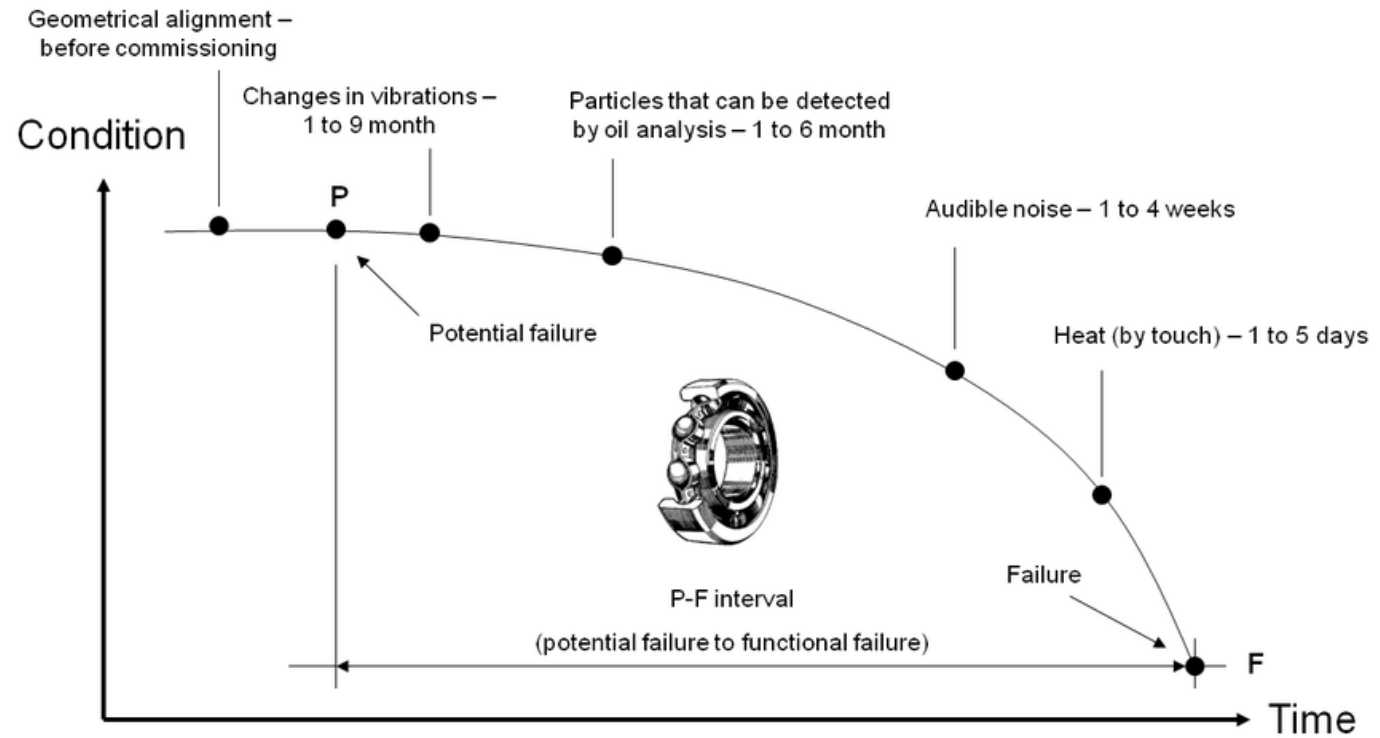 Geometrical alignment –
before commissioning
Changes in vibrations –
1 to 9 month
Particles that can be detected
by oil analysis – 1 to 6 month
Condition
P
Audible noise – 1 to 4 weeks
Potential failure
Heat (by touch) – 1 to 5 days
Failure
P-F interval
(potential failure to functional failure)
F
Time